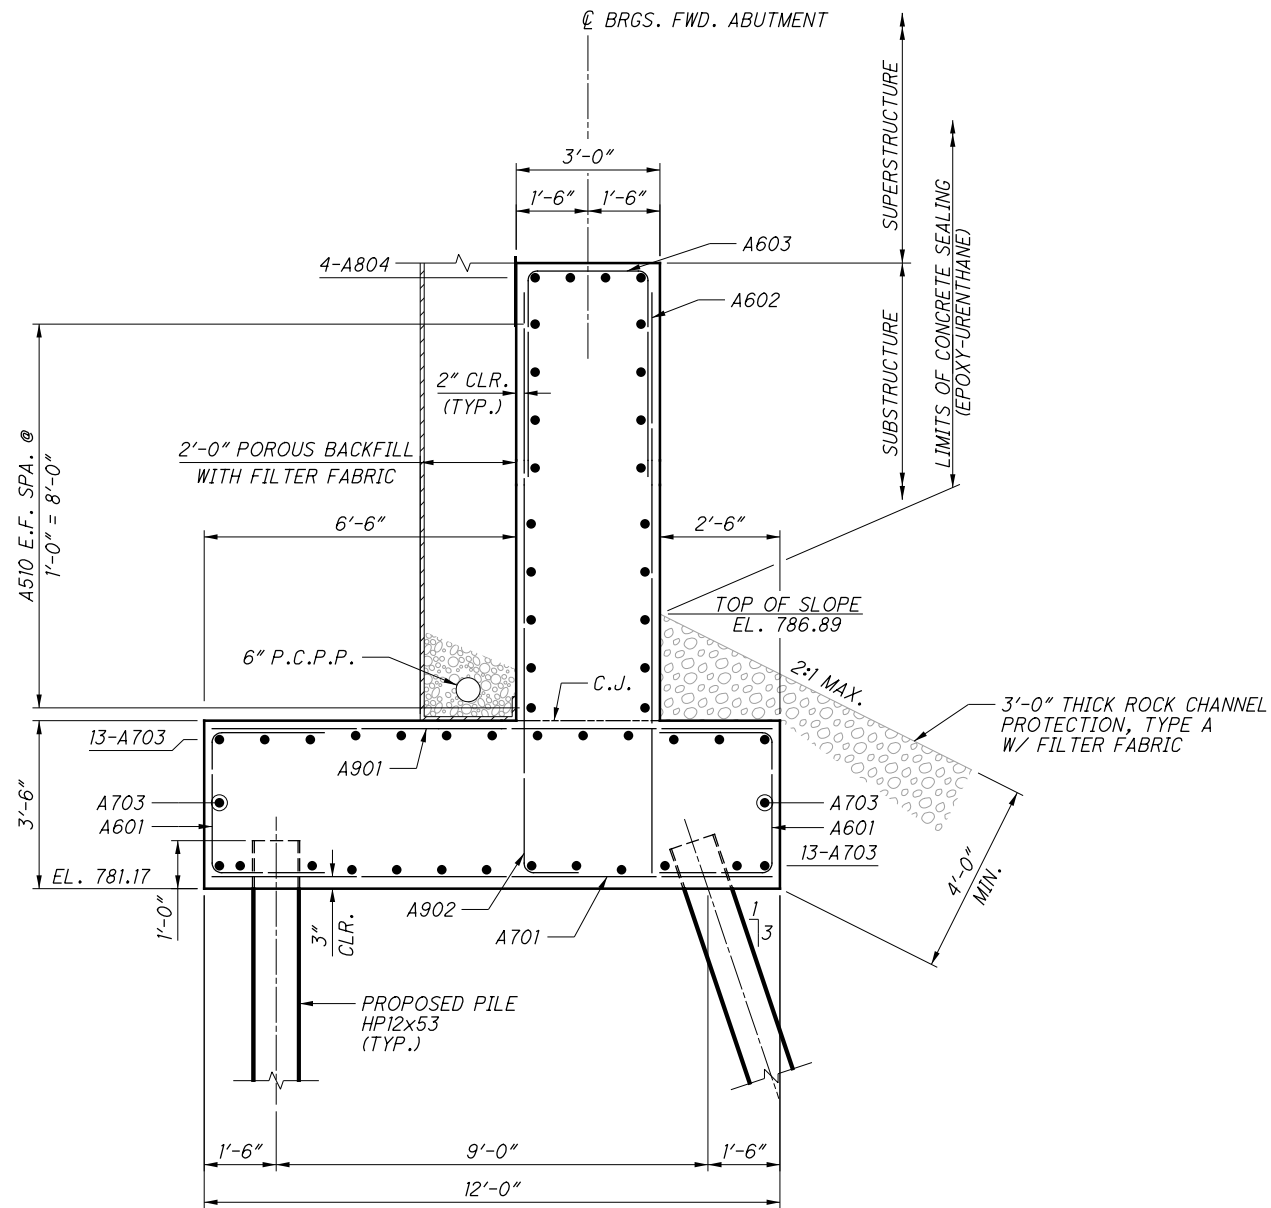 ℄ BRGS. FWD. ABUTMENT
SUPERSTRUCTURE
3'-0"
1'-6"
1'-6"
LIMITS OF CONCRETE SEALING
(EPOXY-URENTHANE)
A603
4-A804
A602
SUBSTRUCTURE
2" CLR.
(TYP.)
A510 E.F. SPA. @
1'-0" = 8'-0"
2'-0" POROUS BACKFILL
WITH FILTER FABRIC
6'-6"
2'-6"
TOP OF SLOPE
EL. 786.89
6" P.C.P.P.
2:1 MAX.
C.J.
3'-0" THICK ROCK CHANNEL
PROTECTION, TYPE A
W/ FILTER FABRIC
13-A703
A901
3'-6"
A703
A601
A703
A601
13-A703
EL. 781.17
4'-0"
MIN.
1'-0"
3"
CLR.
A902
A701
1
3
PROPOSED PILE
HP12x53
(TYP.)
1'-6"
9'-0"
1'-6"
12'-0"